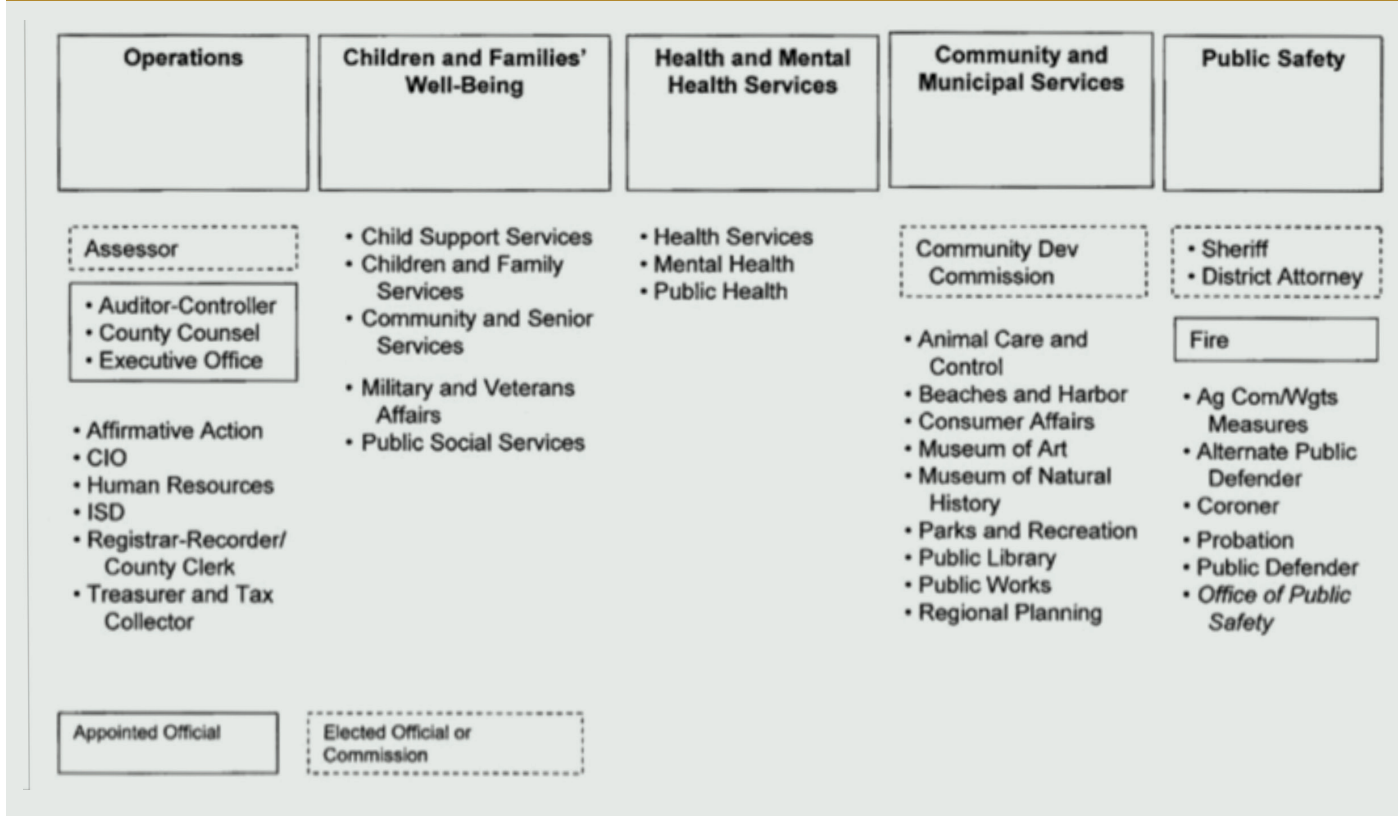 Operations
Children and Families'
Well-Being
Health and Mental
Health Services
Community and
Municipal Services
Public Safety
Assessor
• Auditor-Controller
• County Counsel
• Executive Office
• Affirmative Action
• CIO
• Human Resources
• ISD
• Registrar-Recorder/
County Clerk
• Treasurer and Tax
Collector
• Child Support Services
• Children and Family
Services
• Community and Senior
Services
• Military and Veterans
Affairs
• Public Social Services
• Health Services
• Mental Health
• Public Health
Community Dev
Commission
• Animal Care and
Control
• Beaches and Harbor
• Consumer Affairs
• Museum of Art
• Museum of Natural
History
• Parks and Recreation
• Public Library
• Public Works
• Regional Planning
• Sheriff
• District Attorney
Fire
• Ag Com/Wgts
Measures
• Alternate Public
Defender
• Coroner
• Probation
• Public Defender
• Office of Public
Safety
Appointed Official
Elected Official or
Commission